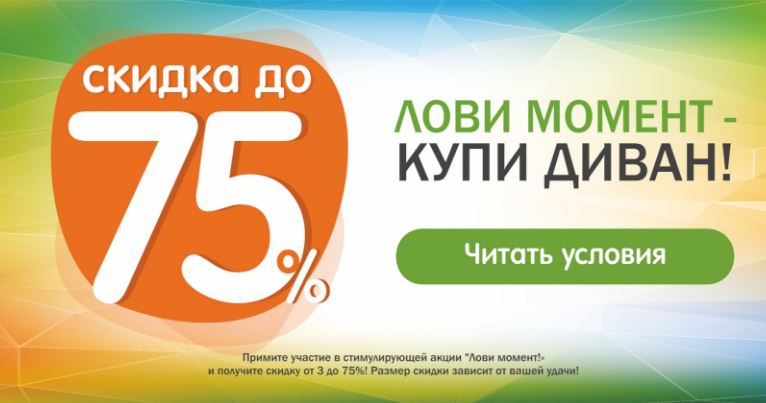 скидка до
75%
ЛОВИ МОМЕНТ -
КУПИ ДИВАН!
Читать условия
Примите участие в стимулирующей акции "Лови момент!»
и получите скидку от 3 до 75%! Размер скидки зависит от вашей удачи!